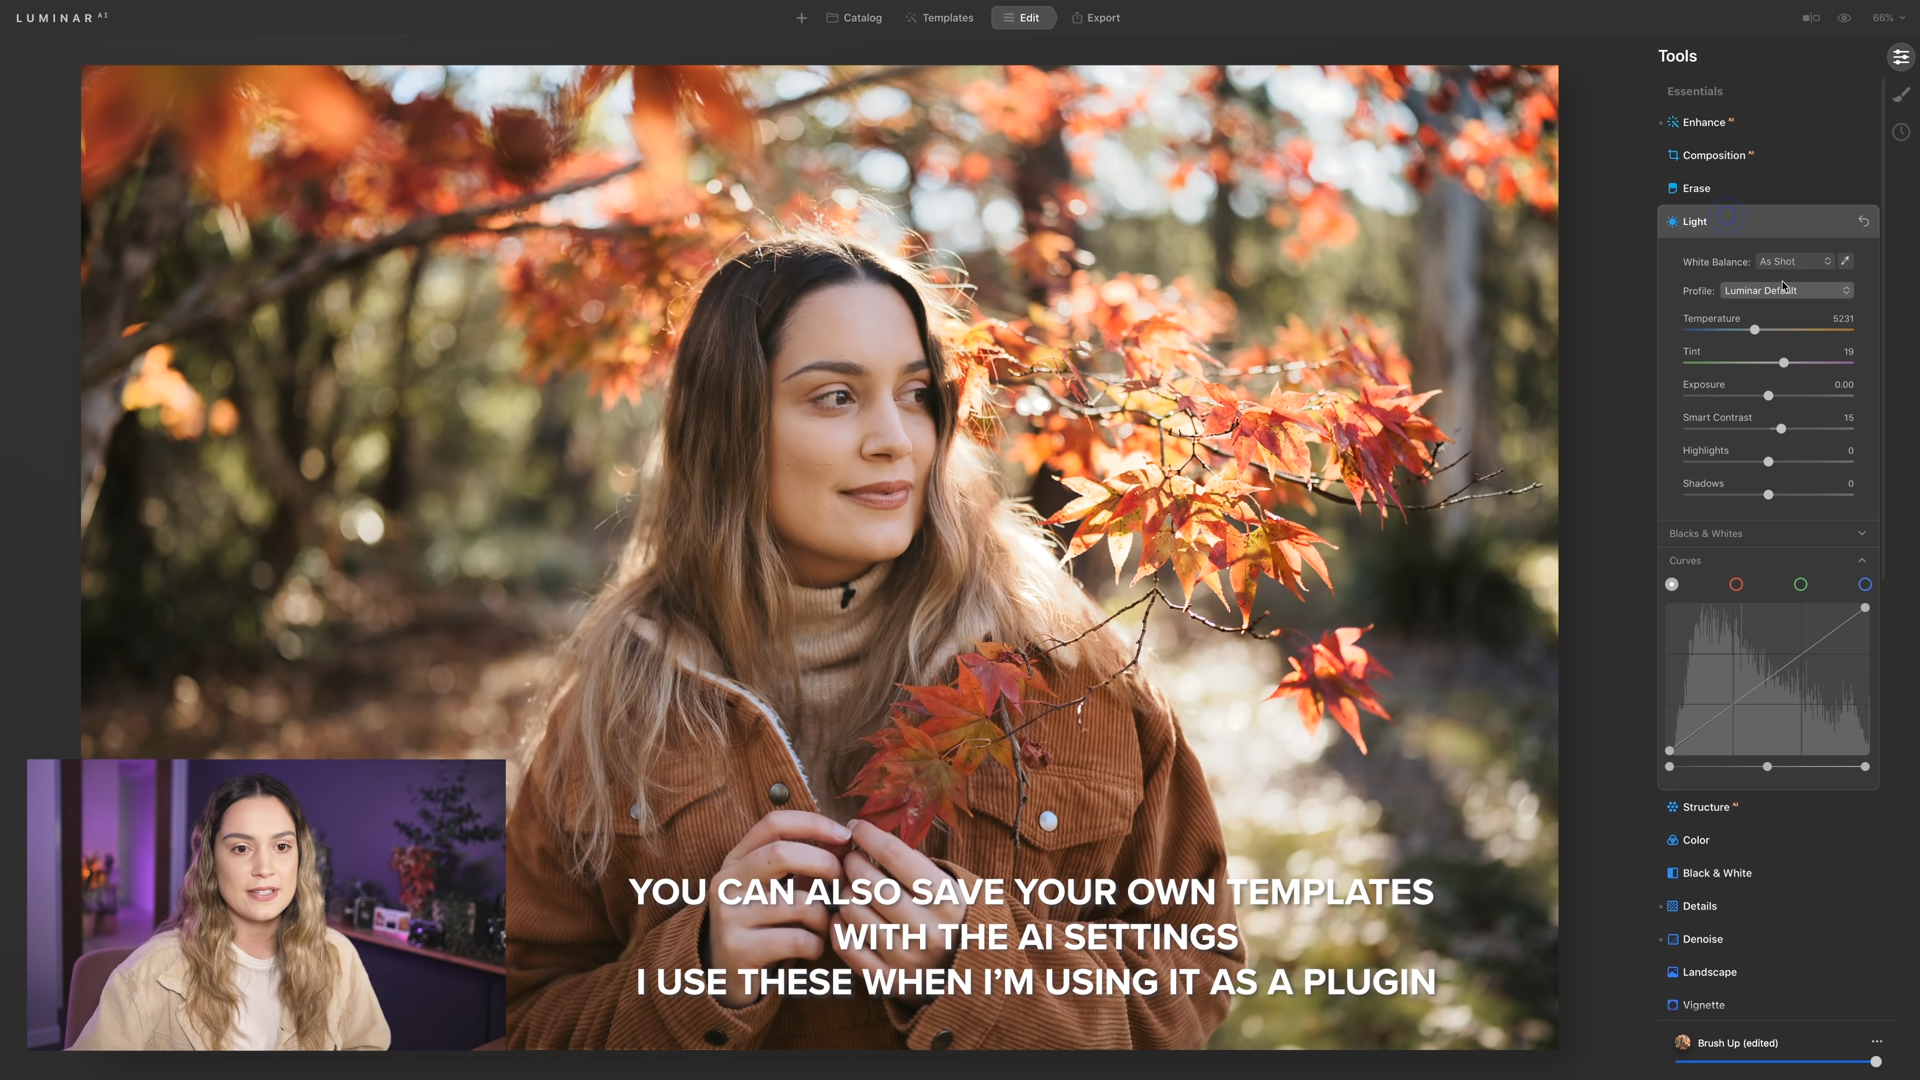 LUMINAR AI
Catalog
Templates
Edit
Export
66%
Tools
Essentials
Enhance AI
Composition AI
Erase
Light
White Balance: As Shot
Profile: Luminar Default
Temperature 5231
Tint 19
Exposure 0.00
Smart Contrast 15
Highlights 0
Shadows 0
Blacks & Whites
Curves
Structure AI
Color
Black & White
Details
Denoise
Landscape
Vignette
Brush Up (edited)
YOU CAN ALSO SAVE YOUR OWN TEMPLATES
WITH THE AI SETTINGS
I USE THESE WHEN I’M USING IT AS A PLUGIN